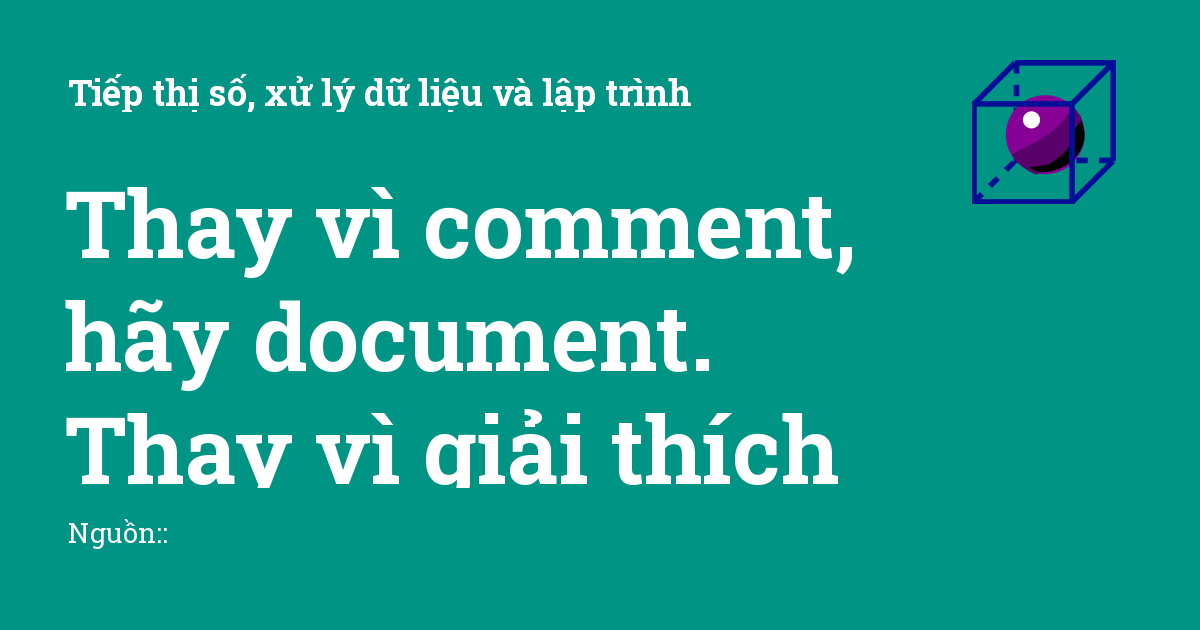 Tiếp thị số, xử lý dữ liệu và lập trình
Thay vì comment,
hãy document.
Thay vì giải thích
Nguồn::